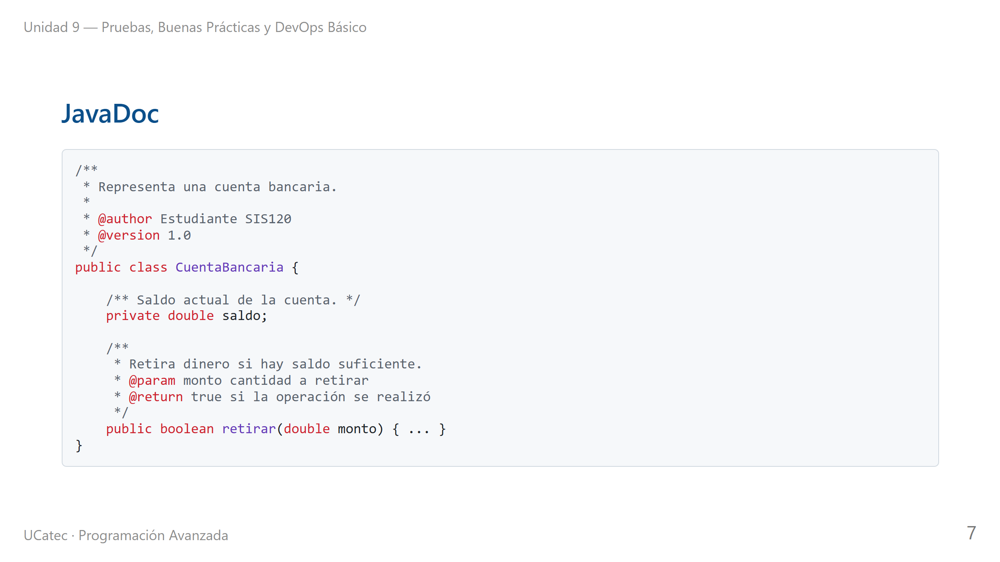 Unidad 9 — Pruebas, Buenas Prácticas y DevOps Básico
JavaDoc
/**
 * Representa una cuenta bancaria.
 *
 * @author Estudiante SIS120
 * @version 1.0
 */
public class CuentaBancaria {
    /** Saldo actual de la cuenta. */
    private double saldo;
    /**
     * Retira dinero si hay saldo suficiente.
     * @param monto cantidad a retirar
     * @return true si la operación se realizó
     */
    public boolean retirar(double monto) { ... }
}
UCatec · Programación Avanzada
7